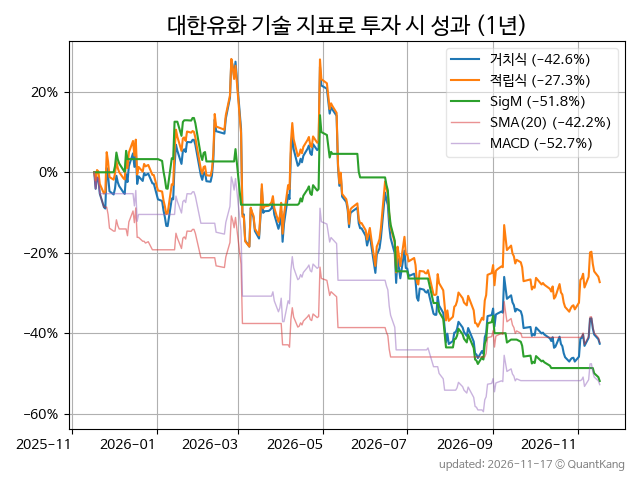 대한유화 기술 지표로 투자 시 성과 (1년)
거치식 (−42.6%)
적립식 (−27.3%)
SigM (−51.8%)
SMA(20) (−42.2%)
MACD (−52.7%)
20%
0%
−20%
−40%
−60%
2025-11 2026-01 2026-03 2026-05 2026-07 2026-09 2026-11
updated: 2026-11-17 © QuantKang